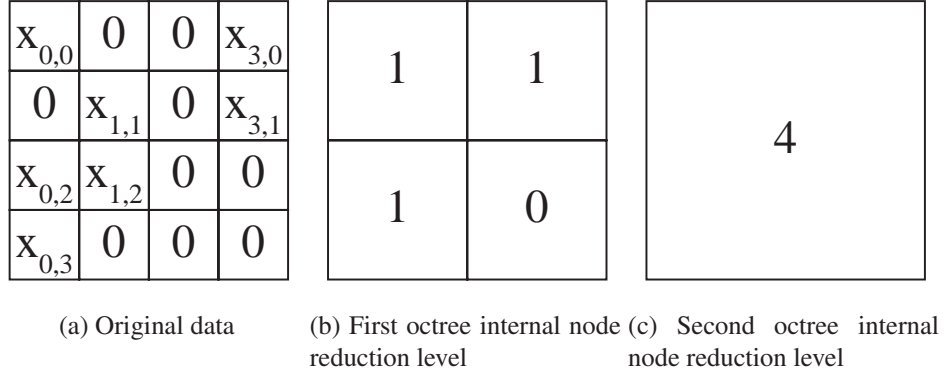 x0,0 0 0 x3,0
0 x1,1 0 x3,1
x0,2 x1,2 0 0
x0,3 0 0 0
1 1
1 0
4
(a) Original data
(b) First octree internal node
reduction level
(c) Second octree internal
node reduction level